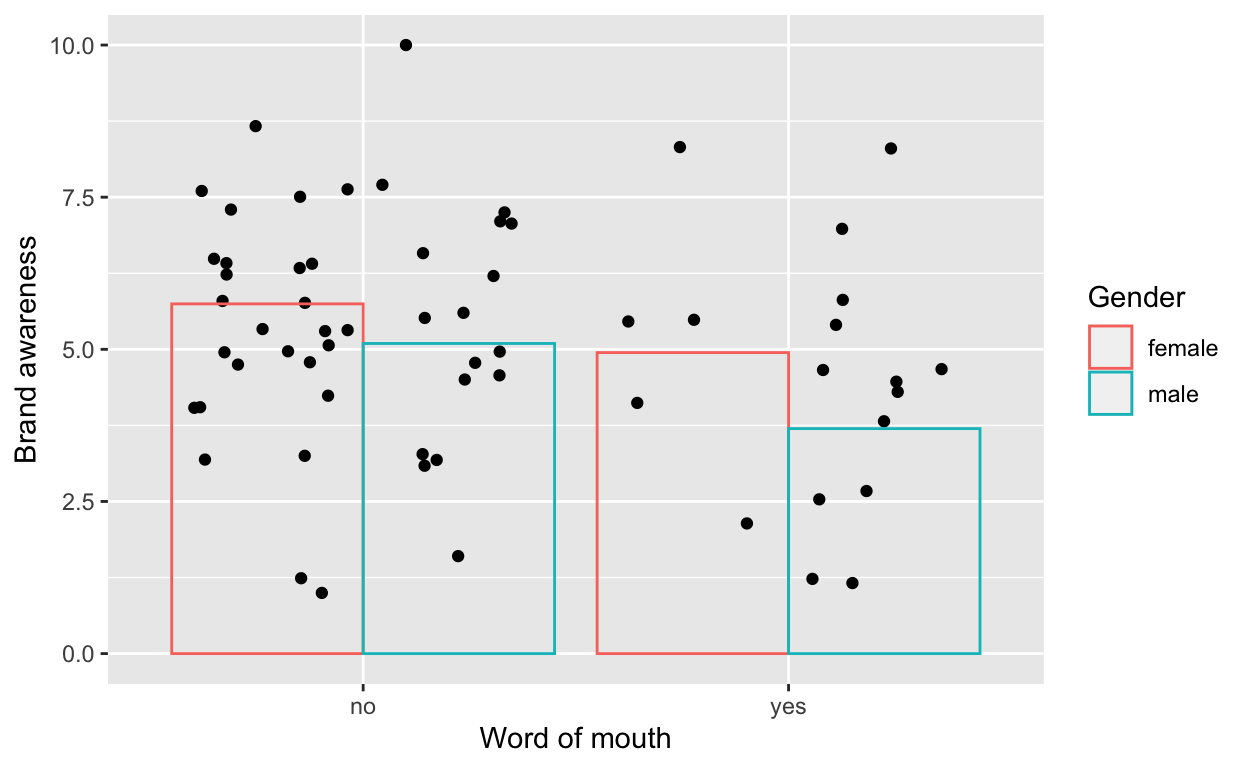 10.0
7.5
5.0
2.5
0.0
Brand awareness
no
yes
Word of mouth
Gender
female
male